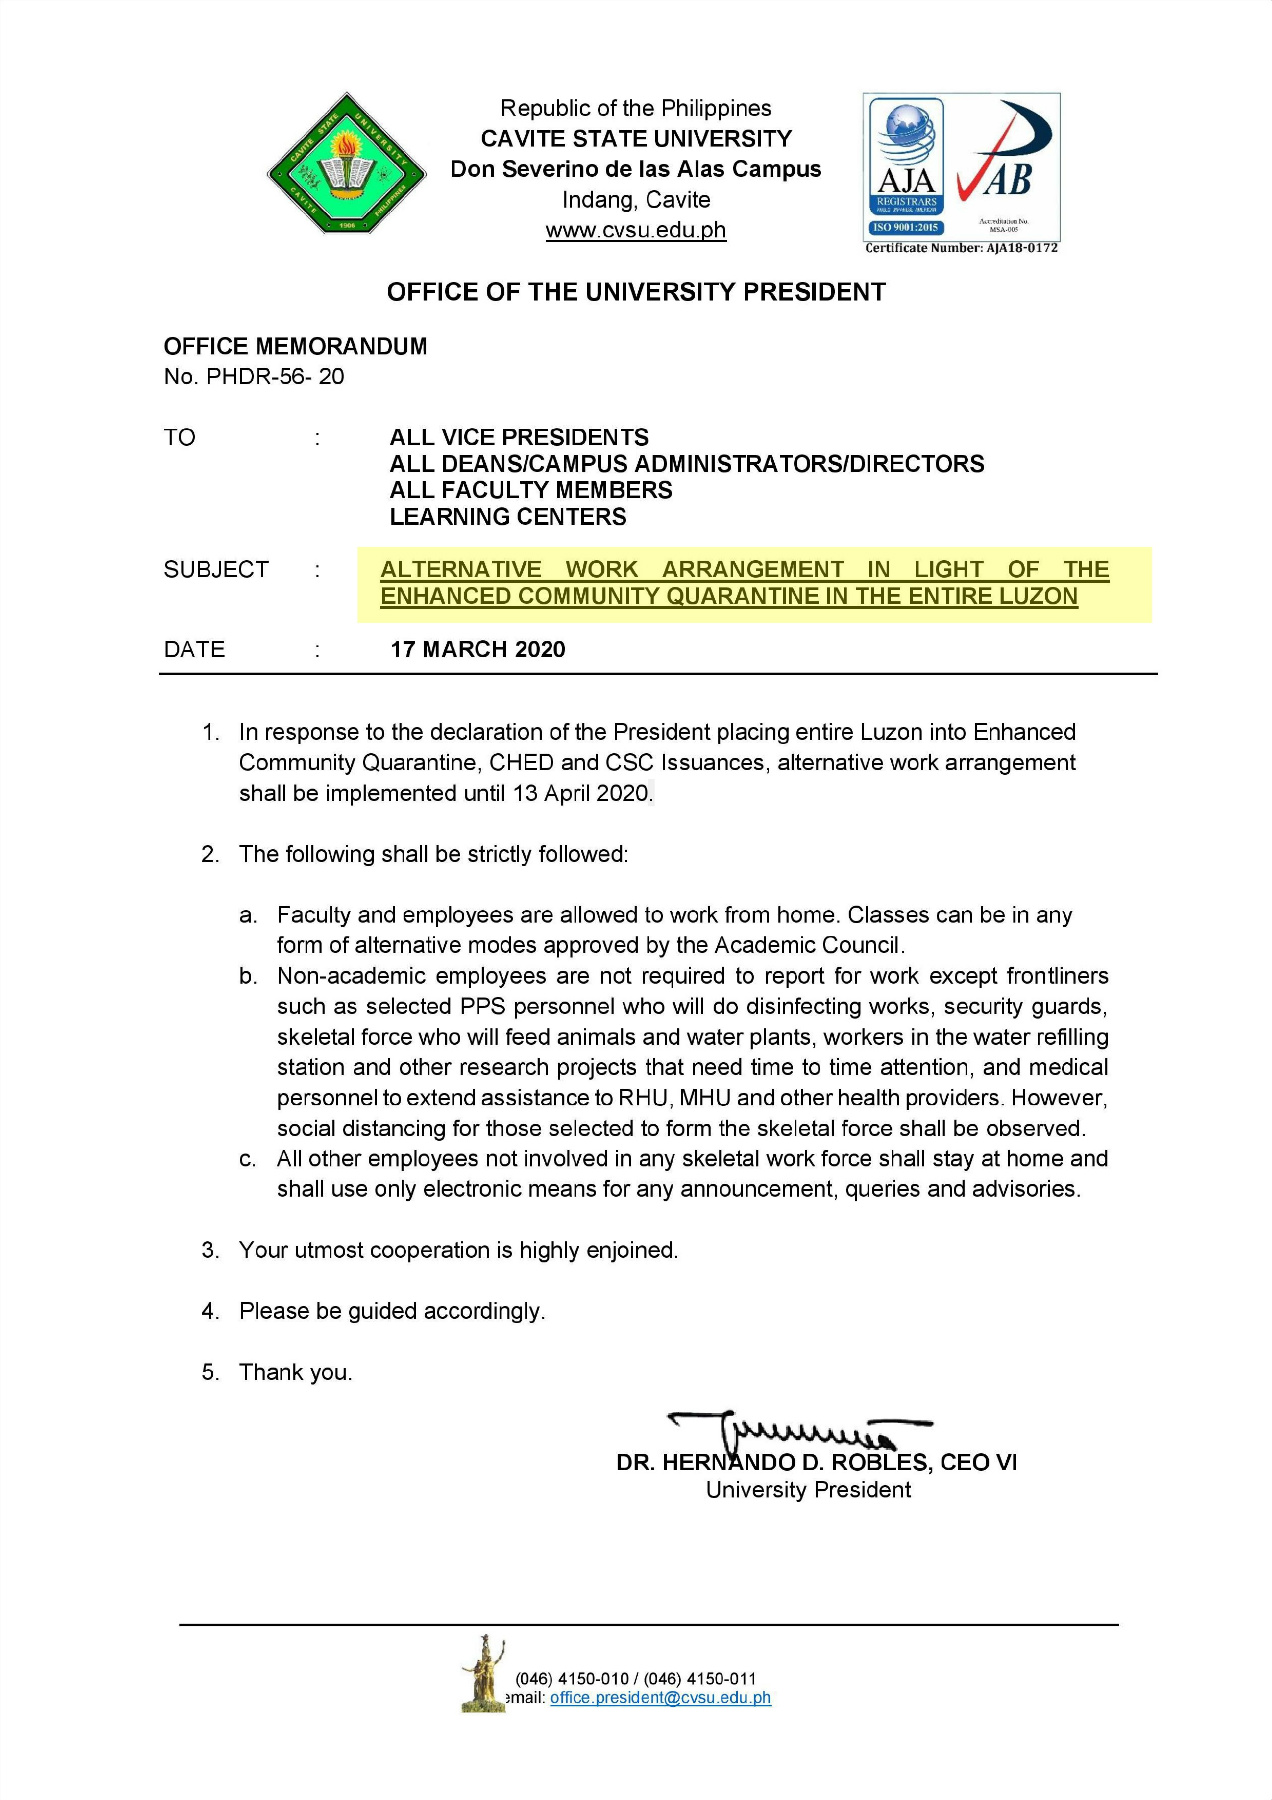 Republic of the Philippines
CAVITE STATE UNIVERSITY
Don Severino de las Alas Campus
Indang, Cavite
www.cvsu.edu.ph
CAVITE STATE UNIVERSITY
CAVITE PHILIPPINES
1906
AJA
REGISTRARS
ISO 9001:2015
PAB
Accreditation No.
MSA-005
Certificate Number: AJA18-0172
OFFICE OF THE UNIVERSITY PRESIDENT
OFFICE MEMORANDUM
No. PHDR-56- 20
TO : ALL VICE PRESIDENTS
ALL DEANS/CAMPUS ADMINISTRATORS/DIRECTORS
ALL FACULTY MEMBERS
LEARNING CENTERS
SUBJECT : ALTERNATIVE WORK ARRANGEMENT IN LIGHT OF THE
ENHANCED COMMUNITY QUARANTINE IN THE ENTIRE LUZON
DATE : 17 MARCH 2020
1. In response to the declaration of the President placing entire Luzon into Enhanced
Community Quarantine, CHED and CSC Issuances, alternative work arrangement
shall be implemented until 13 April 2020.
2. The following shall be strictly followed:
a. Faculty and employees are allowed to work from home. Classes can be in any
form of alternative modes approved by the Academic Council.
b. Non-academic employees are not required to report for work except frontliners
such as selected PPS personnel who will do disinfecting works, security guards,
skeletal force who will feed animals and water plants, workers in the water refilling
station and other research projects that need time to time attention, and medical
personnel to extend assistance to RHU, MHU and other health providers. However,
social distancing for those selected to form the skeletal force shall be observed.
c. All other employees not involved in any skeletal work force shall stay at home and
shall use only electronic means for any announcement, queries and advisories.
3. Your utmost cooperation is highly enjoined.
4. Please be guided accordingly.
5. Thank you.
DR. HERNANDO D. ROBLES, CEO VI
University President
(046) 4150-010 / (046) 4150-011
email: office.president@cvsu.edu.ph